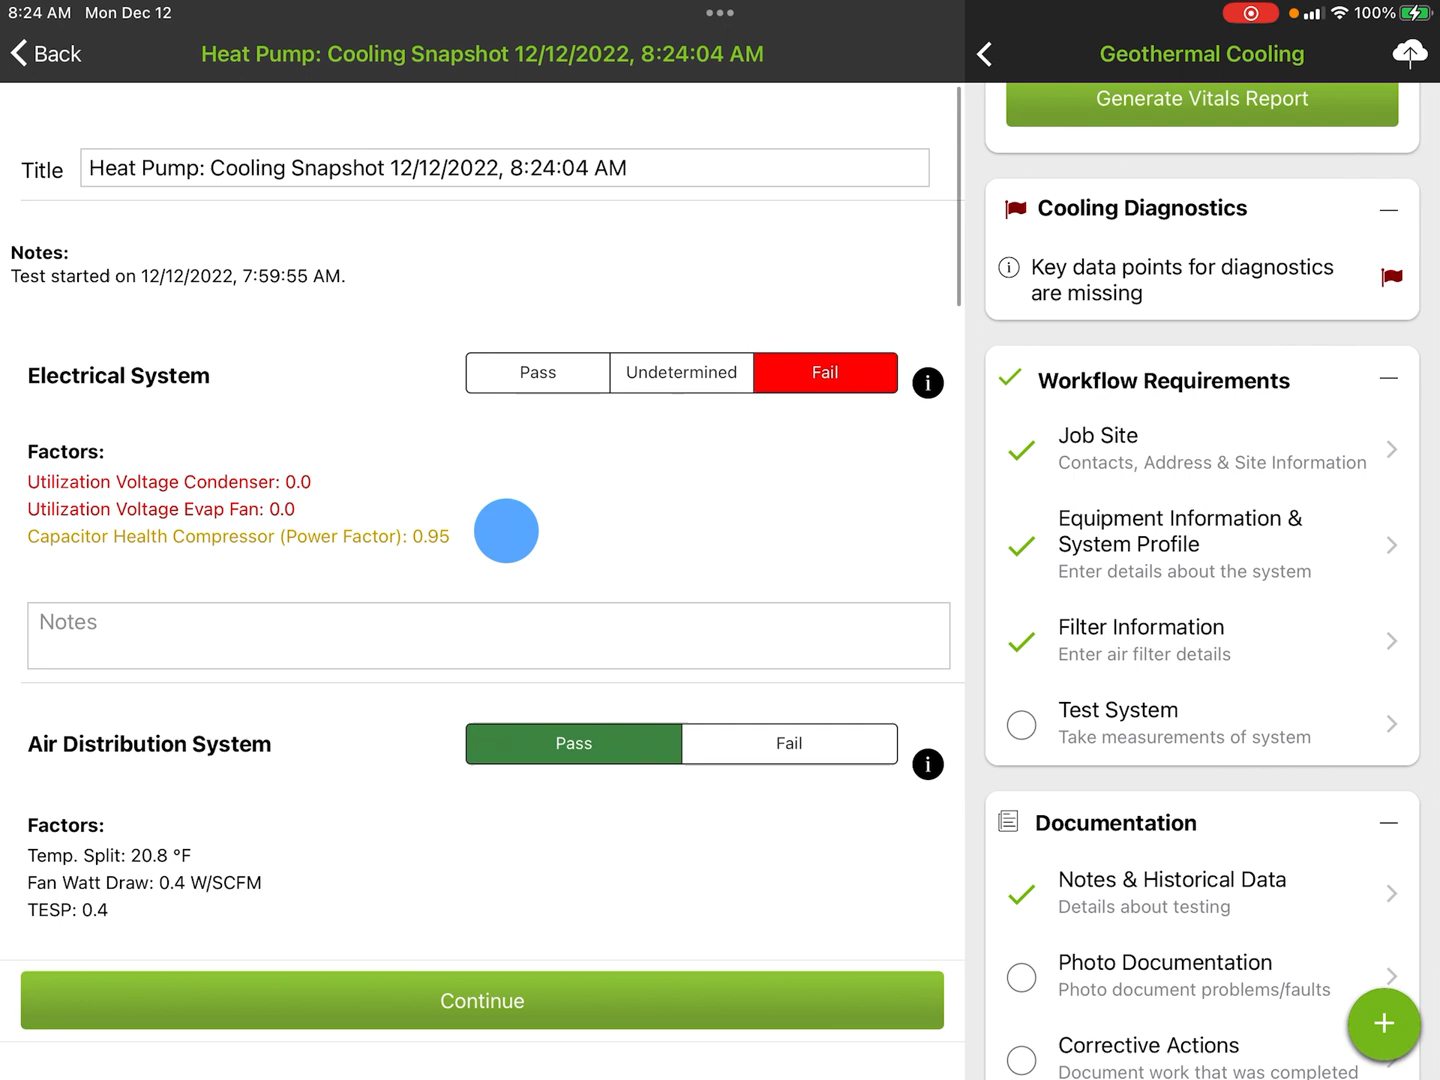 8:24 AM Mon Dec 12
100%
Back
Heat Pump: Cooling Snapshot 12/12/2022, 8:24:04 AM
Title
Heat Pump: Cooling Snapshot 12/12/2022, 8:24:04 AM
Notes:
Test started on 12/12/2022, 7:59:55 AM.
Electrical System
Pass
Undetermined
Fail
i
Factors:
Utilization Voltage Condenser: 0.0
Utilization Voltage Evap Fan: 0.0
Capacitor Health Compressor (Power Factor): 0.95
Notes
Air Distribution System
Pass
Fail
i
Factors:
Temp. Split: 20.8 °F
Fan Watt Draw: 0.4 W/SCFM
TESP: 0.4
Continue
Geothermal Cooling
Generate Vitals Report
Cooling Diagnostics
i
Key data points for diagnostics
are missing
Workflow Requirements
Job Site
Contacts, Address & Site Information
Equipment Information &
System Profile
Enter details about the system
Filter Information
Enter air filter details
Test System
Take measurements of system
Documentation
Notes & Historical Data
Details about testing
Photo Documentation
Photo document problems/faults
Corrective Actions
Document work that was completed
+